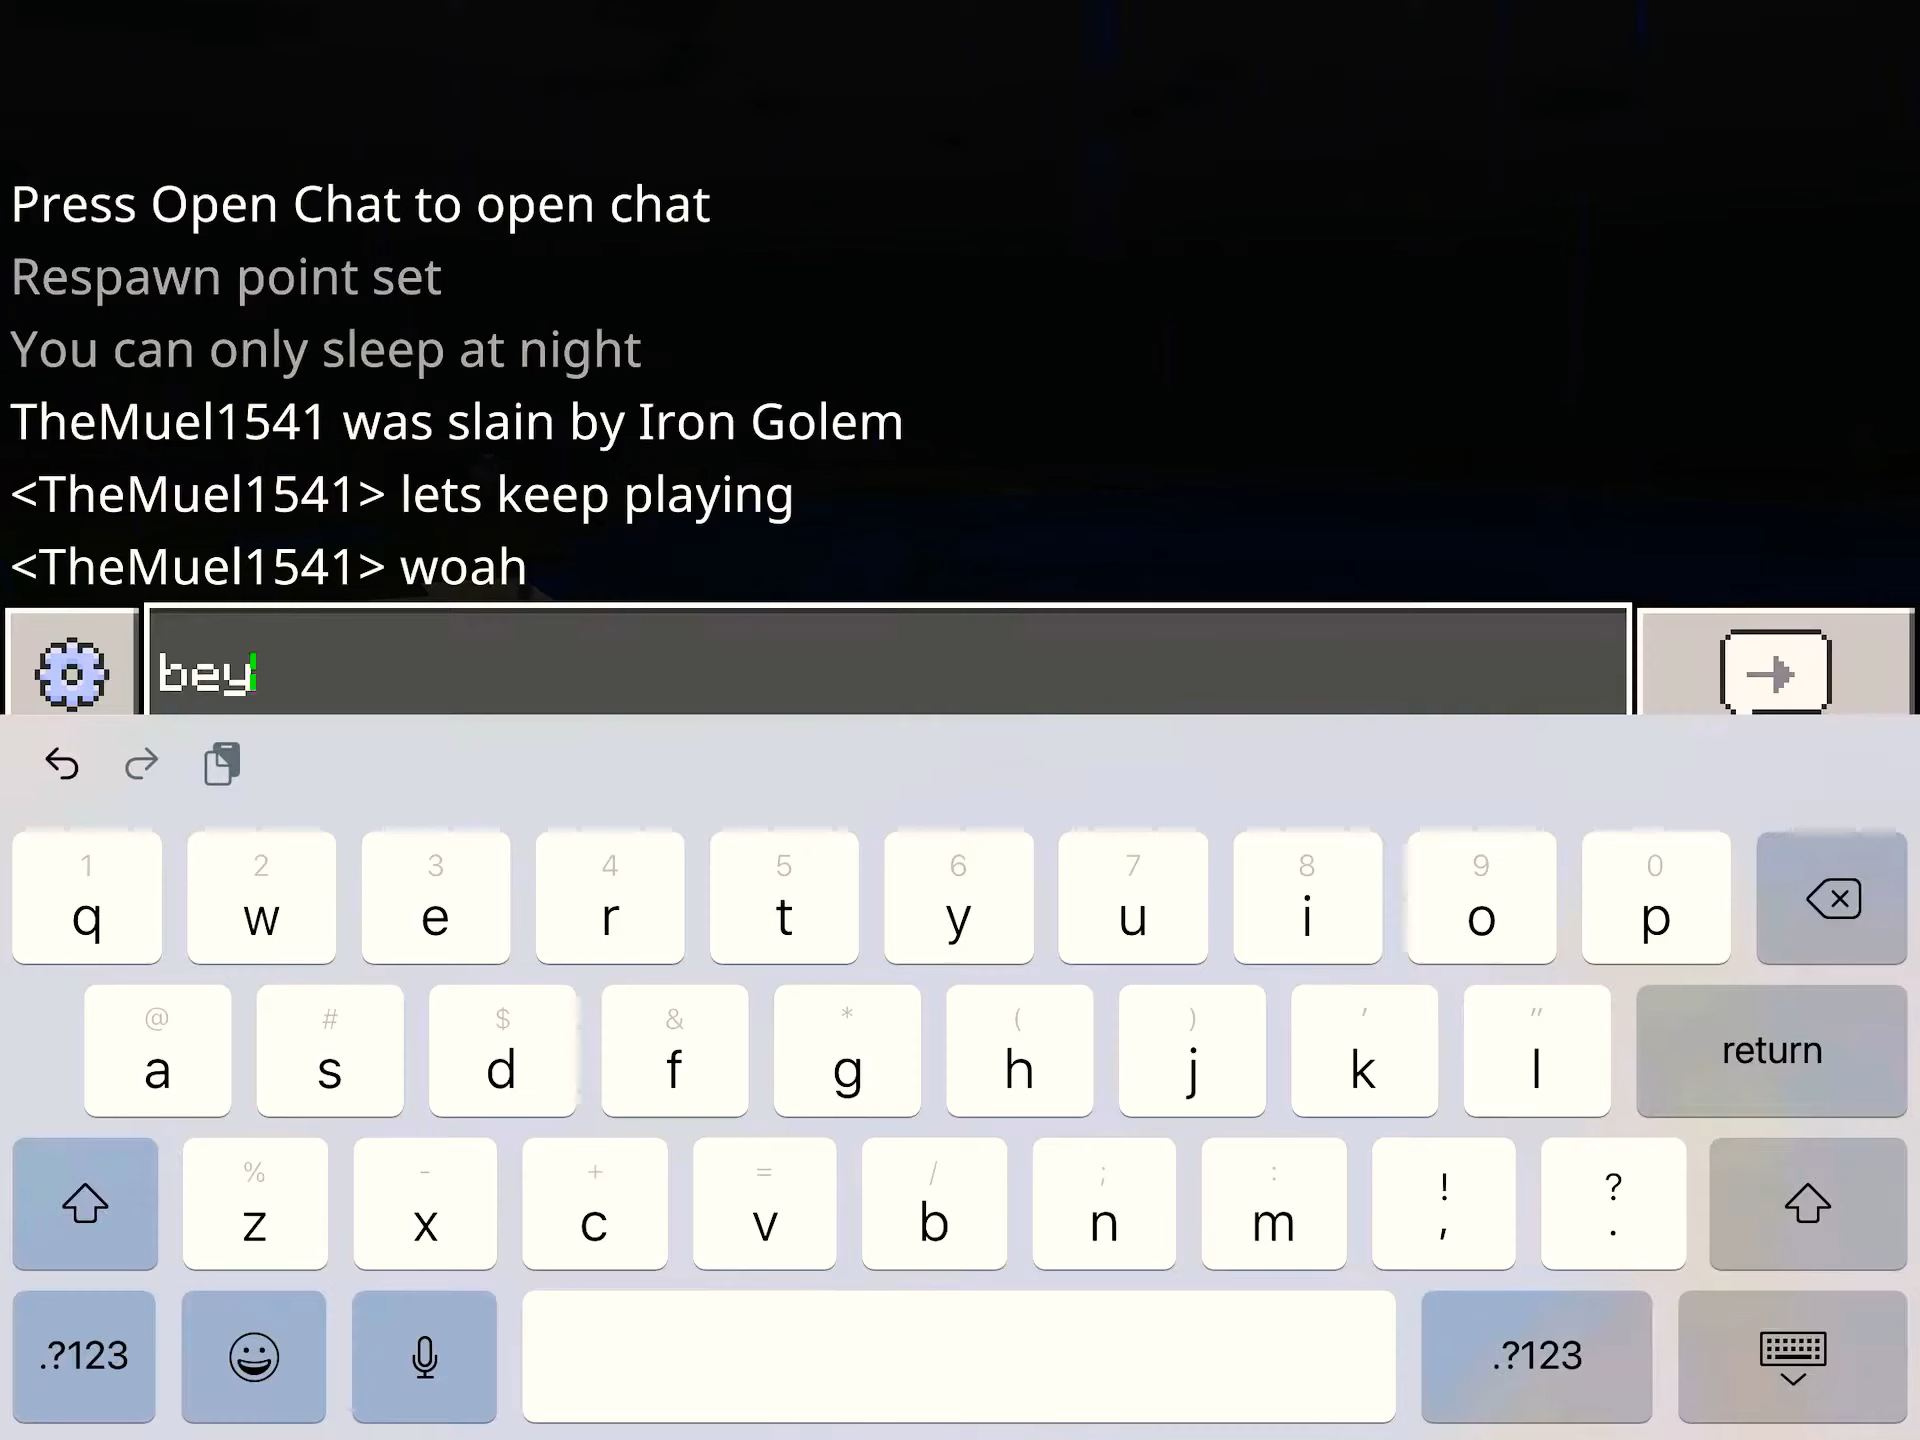 Press Open Chat to open chat
Respawn point set
You can only sleep at night
TheMuel1541 was slain by Iron Golem
<TheMuel1541> lets keep playing
<TheMuel1541> woah
bey
1 2 3 4 5 6 7 8 9 0
q w e r t y u i o p
@ # $ & * ( ) ' "
a s d f g h j k l return
% - + = / ; : ! ?
z x c v b n m , .
.?123 .?123